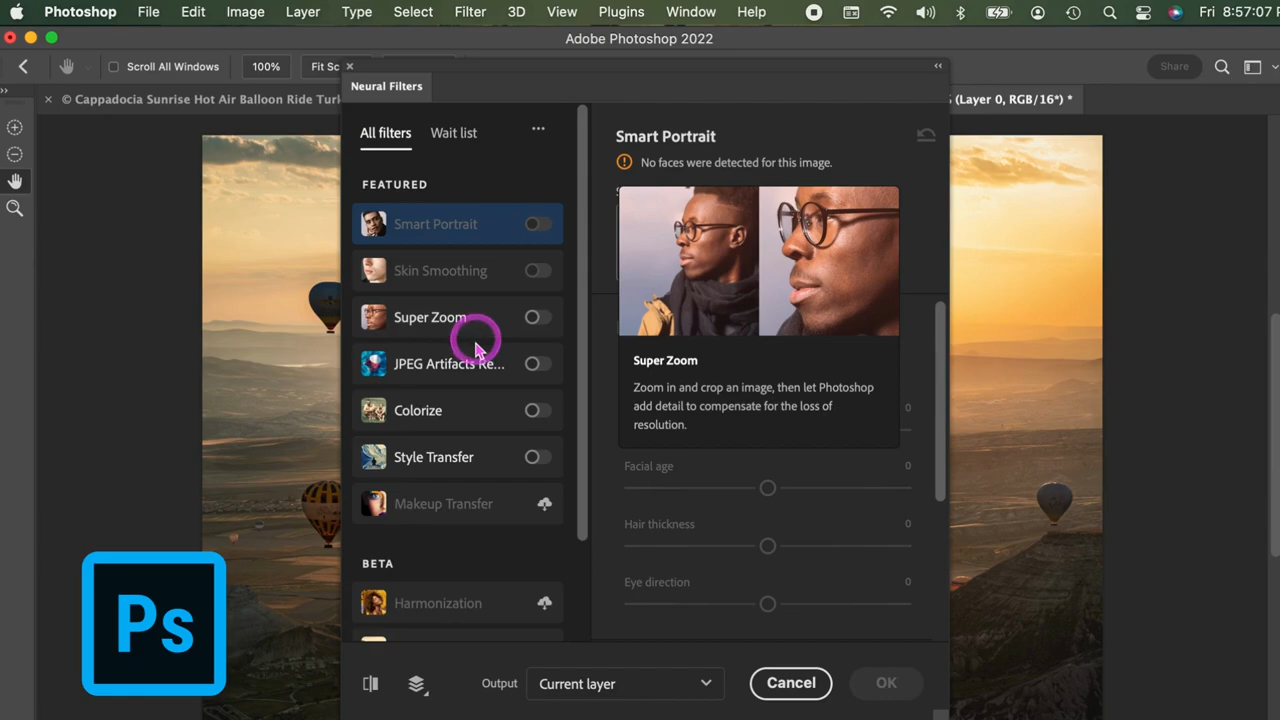 Photoshop File Edit Image Layer Type Select Filter 3D View Plugins Window Help Fri 8:57:07
Adobe Photoshop 2022
Scroll All Windows 100% Fit Sc Share
Neural Filters
© Cappadocia Sunrise Hot Air Balloon Ride Tur
(Layer 0, RGB/16*) *
All filters Wait list
FEATURED
Smart Portrait
Skin Smoothing
Super Zoom
JPEG Artifacts Re...
Colorize
Style Transfer
Makeup Transfer
BETA
Harmonization
Smart Portrait
No faces were detected for this image.
Super Zoom
Zoom in and crop an image, then let Photoshop
add detail to compensate for the loss of
resolution.
0
Facial age 0
Hair thickness 0
Eye direction 0
Output Current layer Cancel OK
Ps